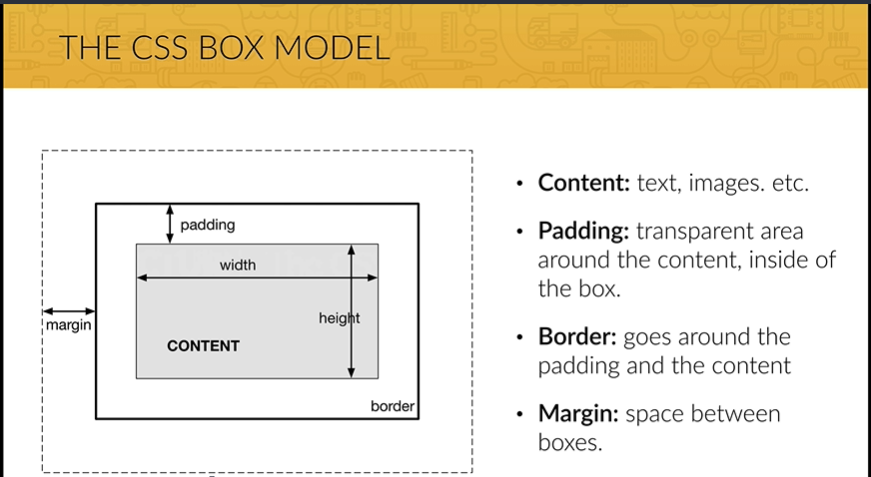 THE CSS BOX MODEL
padding
width
height
margin
CONTENT
border
• Content: text, images. etc.
• Padding: transparent area
around the content, inside of
the box.
• Border: goes around the
padding and the content
• Margin: space between
boxes.